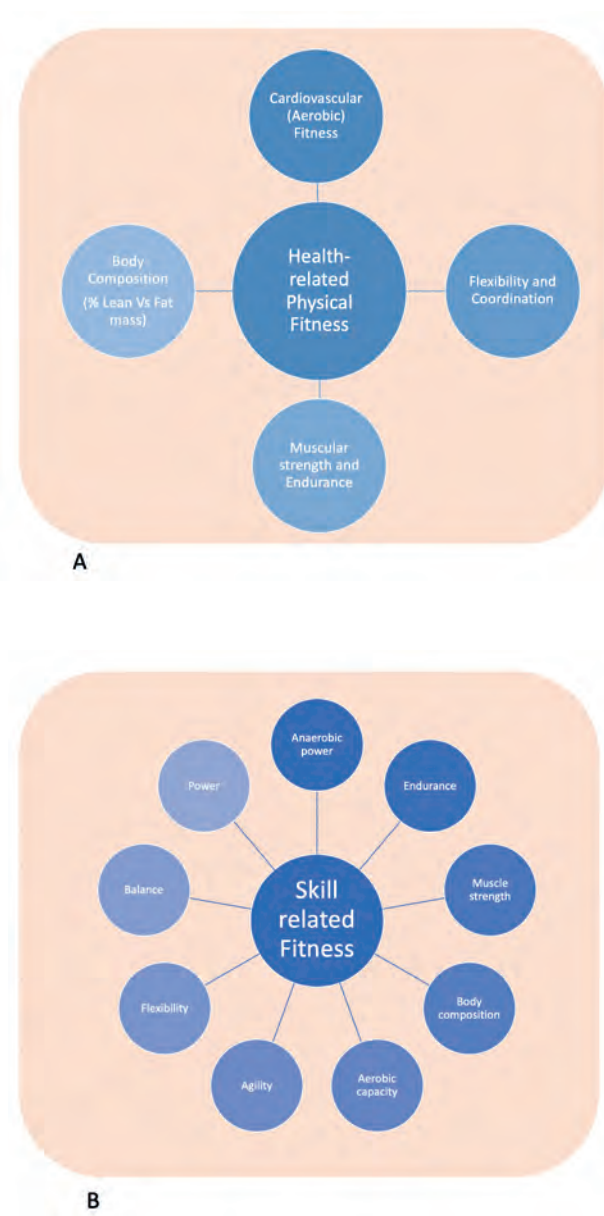 Cardiovascular
(Aerobic)
Fitness
Body
Composition
(% Lean Vs Fat
mass)
Health-
related
Physical
Fitness
Flexibility and
Coordination
Muscular
strength and
Endurance
A
Anaerobic
power
Power
Endurance
Balance
Skill
related
Fitness
Muscle
strength
Flexibility
Body
composition
Agility
Aerobic
capacity
B